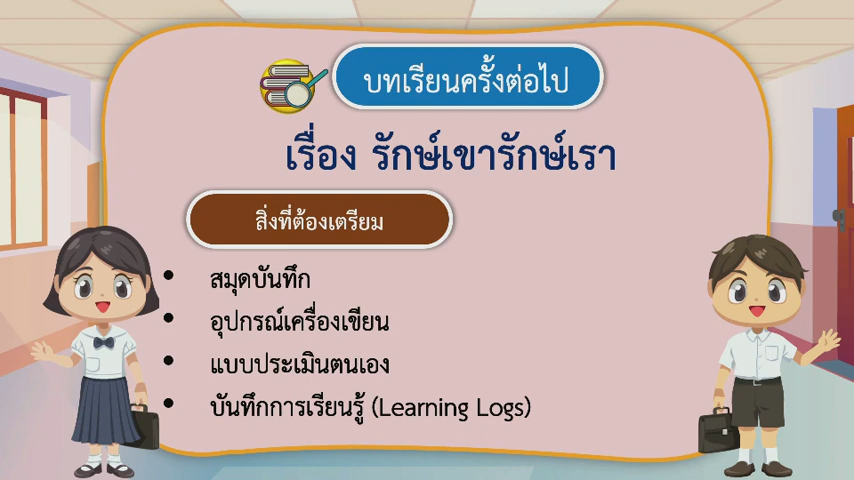 บทเรียนครั้งต่อไป
เรื่อง รักษ์เขารักษ์เรา
สิ่งที่ต้องเตรียม
• สมุดบันทึก
• อุปกรณ์เครื่องเขียน
• แบบประเมินตนเอง
• บันทึกการเรียนรู้ (Learning Logs)